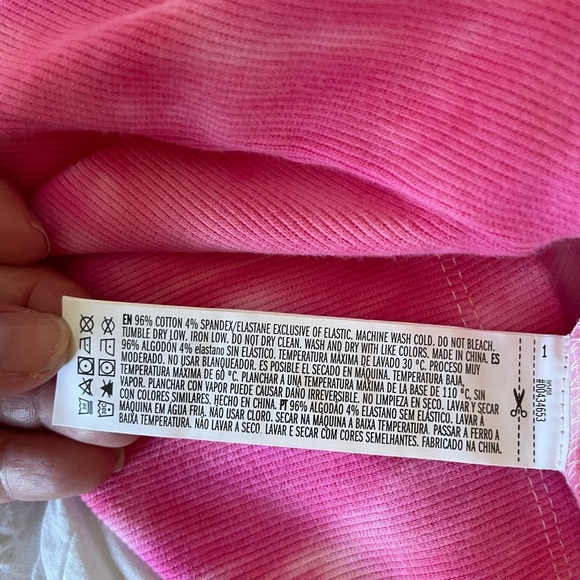 EN 96% COTTON 4% SPANDEX/ELASTANE EXCLUSIVE OF ELASTIC. MACHINE WASH COLD. DO NOT BLEACH.
TUMBLE DRY LOW. IRON LOW. DO NOT DRY CLEAN. WASH AND DRY WITH LIKE COLORS. MADE IN CHINA. ES
96% ALGODÓN 4% elastano SIN ELÁSTICO. TEMPERATURA MÁXIMA DE LAVADO 30 °C. PROCESO MUY
MODERADO. NO USAR BLANQUEADOR. ES POSIBLE EL SECADO EN MÁQUINA. TEMPERATURA BAJA,
TEMPERATURA MÁXIMA DE 60 °C. PLANCHAR A UNA TEMPERATURA MÁXIMA DE LA BASE DE 110 °C, SIN
VAPOR. PLANCHAR CON VAPOR PUEDE CAUSAR DAÑO IRREVERSIBLE. NO LIMPIEZA EN SECO. LAVAR Y SECAR
CON COLORES SIMILARES. HECHO EN CHINA. PT 96% ALGODÃO 4% ELASTANO SEM ELÁSTICO. LAVAR À
MÁQUINA EM ÁGUA FRIA. NÃO USAR CLORO. SECAR NA MÁQUINA A BAIXA TEMPERATURA. PASSAR A FERRO A
BAIXA TEMPERATURA. NÃO LAVAR A SECO. LAVAR E SECAR COM CORES SEMELHANTES. FABRICADO NA CHINA.
1
#00434653